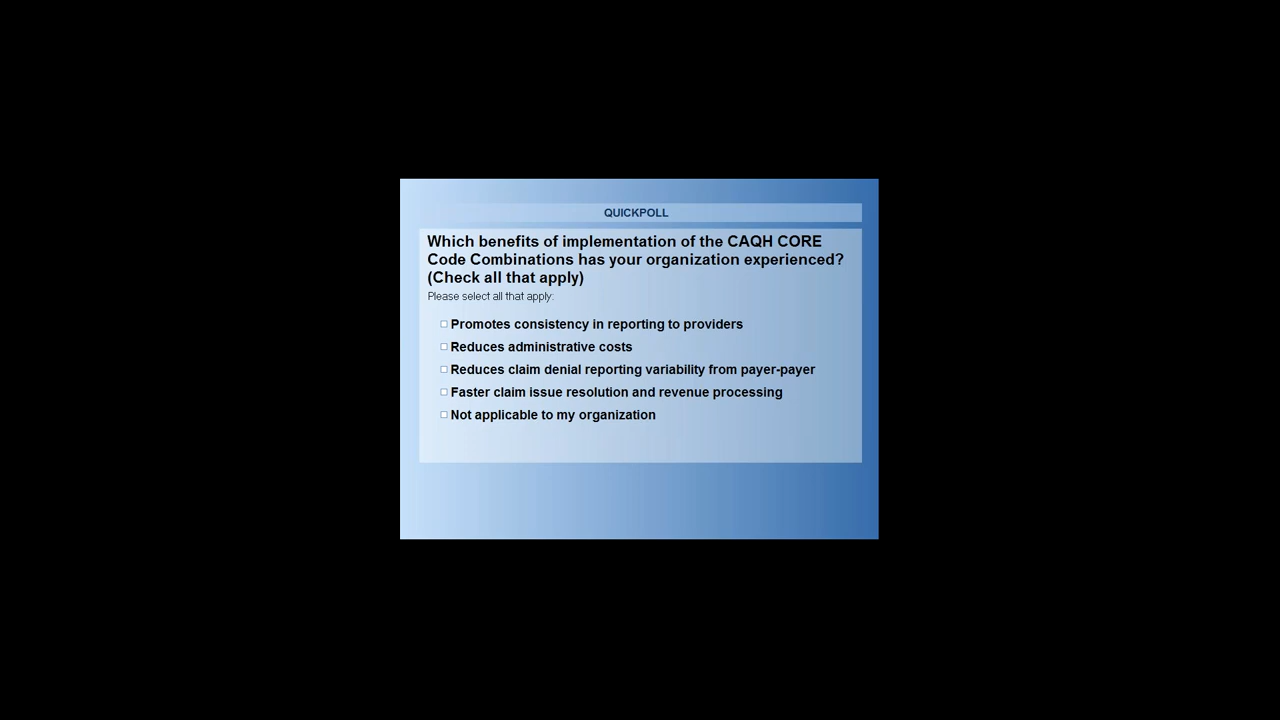 QUICKPOLL
Which benefits of implementation of the CAQH CORE
Code Combinations has your organization experienced?
(Check all that apply)
Please select all that apply:
Promotes consistency in reporting to providers
Reduces administrative costs
Reduces claim denial reporting variability from payer-payer
Faster claim issue resolution and revenue processing
Not applicable to my organization